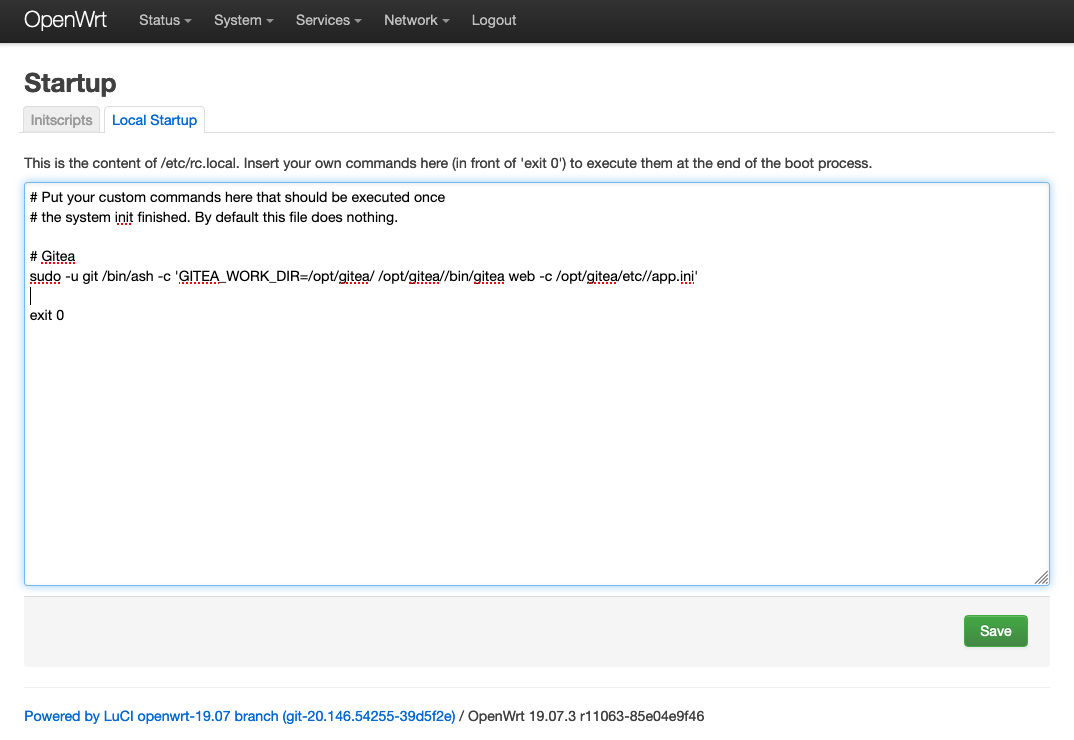 OpenWrt Status System Services Network Logout
Startup
Initscripts Local Startup
This is the content of /etc/rc.local. Insert your own commands here (in front of 'exit 0') to execute them at the end of the boot process.
# Put your custom commands here that should be executed once
# the system init finished. By default this file does nothing.
# Gitea
sudo -u git /bin/ash -c 'GITEA_WORK_DIR=/opt/gitea/ /opt/gitea//bin/gitea web -c /opt/gitea/etc//app.ini'
exit 0
Save
Powered by LuCI openwrt-19.07 branch (git-20.146.54255-39d5f2e) / OpenWrt 19.07.3 r11063-85e04e9f46